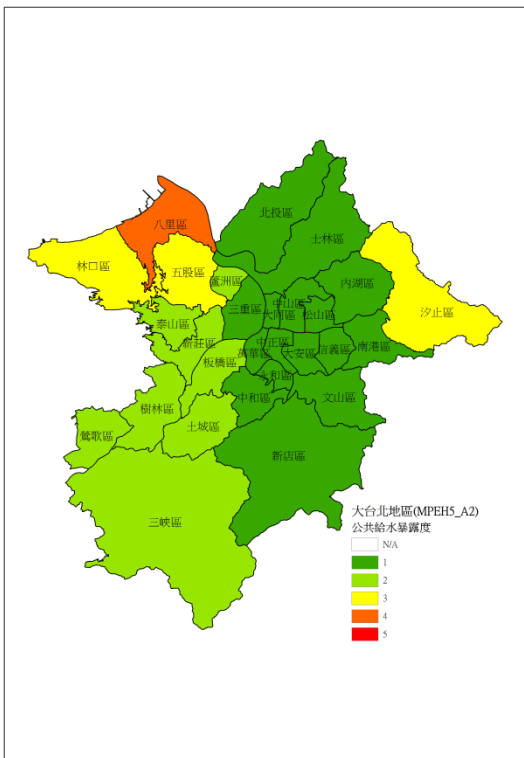 北投區
士林區
八里區
林口區
五股區
蘆洲區
內湖區
汐止區
三重區
中山區
大同區
松山區
泰山區
新莊區
中正區
萬華區
大安區
信義區
南港區
板橋區
永和區
中和區
文山區
樹林區
土城區
鶯歌區
新店區
三峽區
大台北地區(MPEH5_A2)
公共給水暴露度
N/A
1
2
3
4
5